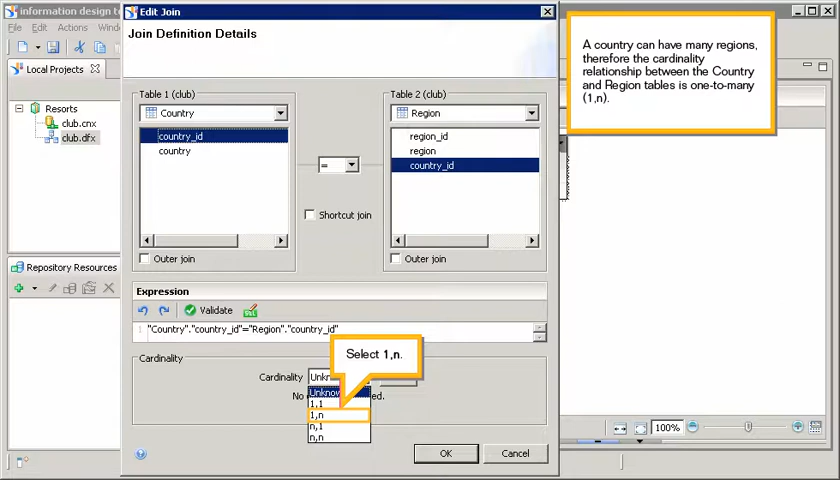 information design to
Edit Join
File Edit Actions
Join Definition Details
Local Projects
Resorts
club.cnx
club.dfx
Repository Resources
Table 1 (club)
Country
country_id
country
Outer join
=
Shortcut join
Table 2 (club)
Region
region_id
region
country_id
Outer join
Expression
Validate
1 "Country"."country_id"="Region"."country_id"
Cardinality
Select 1,n.
Cardinality
Unknow
1,1
1,n
n,1
n,n
OK
Cancel
A country can have many regions,
therefore the cardinality
relationship between the Country
and Region tables is one-to-many
(1,n).
100%